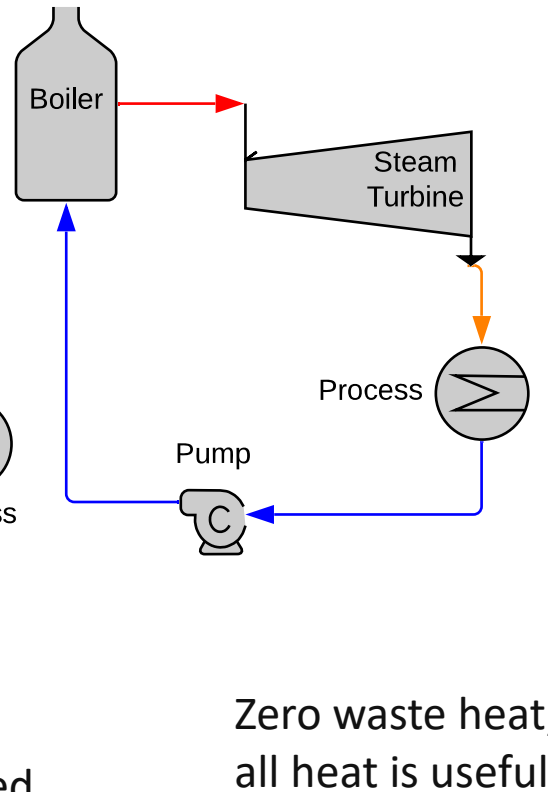 Boiler
Steam
Turbine
Process
Pump
Zero waste heat,
all heat is useful